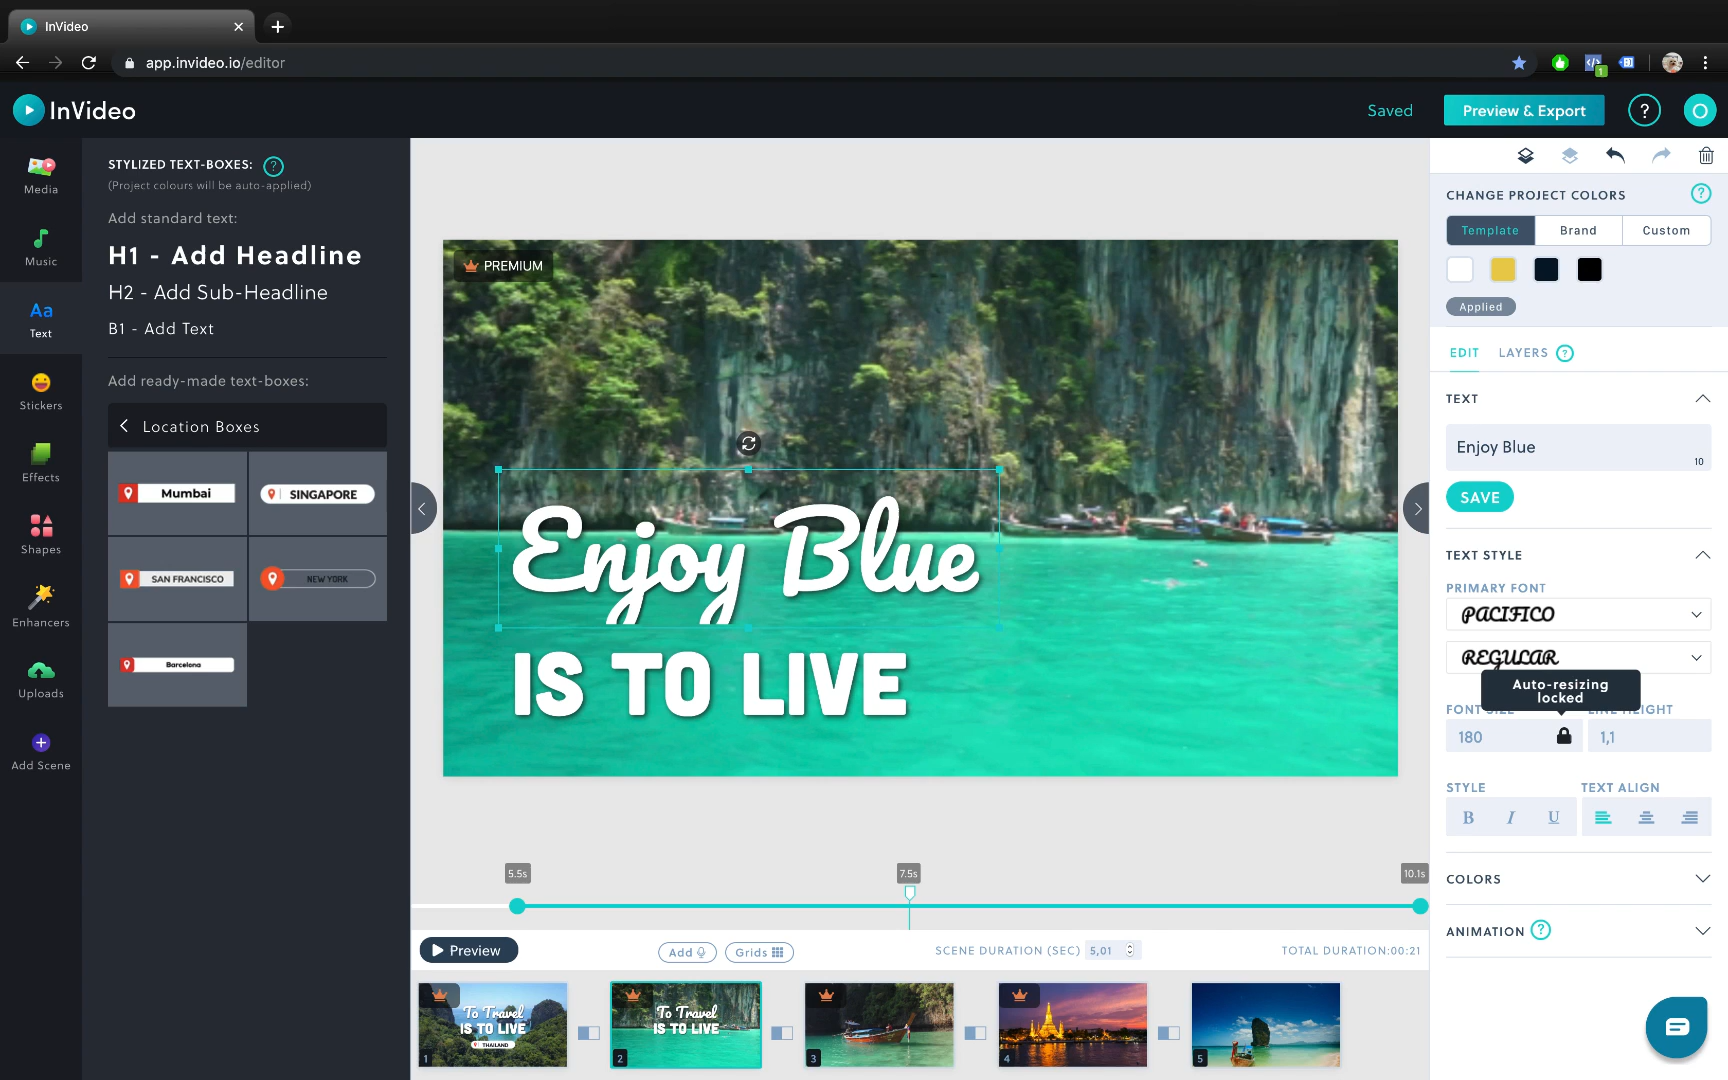 InVideo
app.invideo.io/editor
1
InVideo
Saved
Preview & Export
?
O
Media
Music
Aa
Text
Stickers
Effects
Shapes
Enhancers
Uploads
Add Scene
STYLIZED TEXT-BOXES: ?
(Project colours will be auto-applied)
Add standard text:
H1 - Add Headline
H2 - Add Sub-Headline
B1 - Add Text
Add ready-made text-boxes:
Location Boxes
Mumbai
SINGAPORE
SAN FRANCISCO
NEW YORK
Barcelona
PREMIUM
Enjoy Blue
IS TO LIVE
5.5s
7.5s
10.1s
Preview
Add
Grids
SCENE DURATION (SEC) 5,01
TOTAL DURATION:00:21
To Travel
IS TO LIVE
THAILAND
1
To Travel
IS TO LIVE
2
3
4
5
CHANGE PROJECT COLORS ?
Template
Brand
Custom
Applied
EDIT
LAYERS ?
TEXT
Enjoy Blue
10
SAVE
TEXT STYLE
PRIMARY FONT
PACIFICO
REGULAR
Auto-resizing
locked
FONT SIZE
LINE HEIGHT
180
1,1
STYLE
TEXT ALIGN
B I U
COLORS
ANIMATION ?